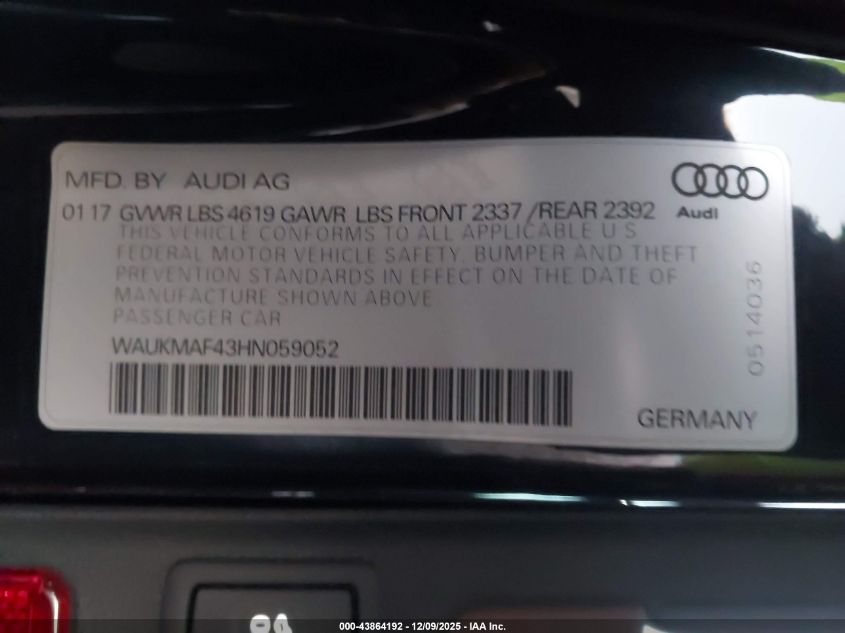 MFD. BY AUDI AG
Audi
01 17 GVWR LBS 4619 GAWR LBS FRONT 2337 /REAR 2392
THIS VEHICLE CONFORMS TO ALL APPLICABLE U S
FEDERAL MOTOR VEHICLE SAFETY, BUMPER AND THEFT
PREVENTION STANDARDS IN EFFECT ON THE DATE OF
MANUFACTURE SHOWN ABOVE
PASSENGER CAR
WAUKMAF43HN059052
0514036
GERMANY
000-43864192 - 12/09/2025 - IAA Inc.